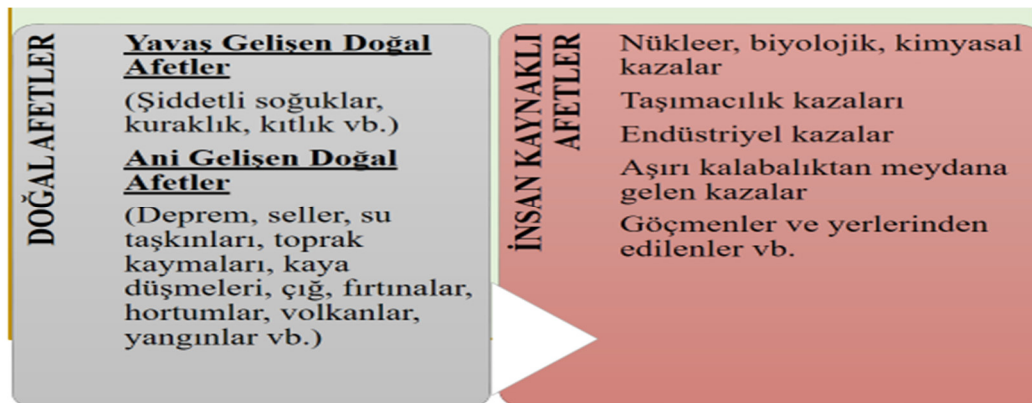 DOĞAL AFETLER
Yavaş Gelişen Doğal
Afetler
(Şiddetli soğuklar,
kuraklık, kıtlık vb.)
Ani Gelişen Doğal
Afetler
(Deprem, seller, su
taşkınları, toprak
kaymaları, kaya
düşmeleri, çığ, fırtınalar,
hortumlar, volkanlar,
yangınlar vb.)
İNSAN KAYNAKLI
AFETLER
Nükleer, biyolojik, kimyasal
kazalar
Taşımacılık kazaları
Endüstriyel kazalar
Aşırı kalabalıktan meydana
gelen kazalar
Göçmenler ve yerlerinden
edilenler vb.